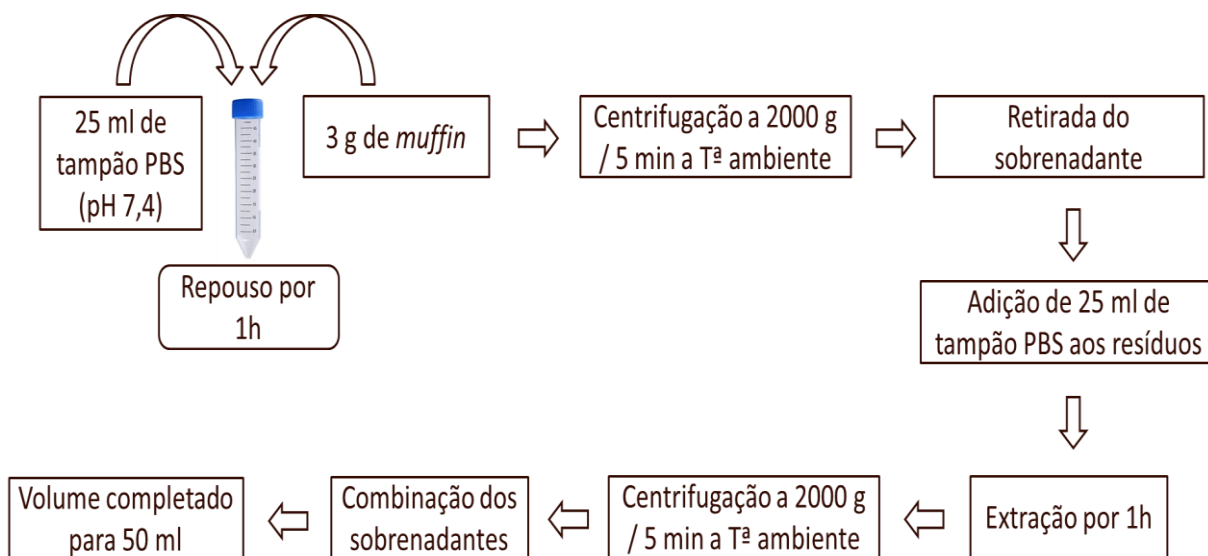 25 ml de
tampão PBS
(pH 7,4)
3 g de muffin
Repouso por
1h
Centrifugação a 2000 g
/ 5 min a Tª ambiente
Retirada do
sobrenadante
Adição de 25 ml de
tampão PBS aos resíduos
Extração por 1h
Centrifugação a 2000 g
/ 5 min a Tª ambiente
Combinação dos
sobrenadantes
Volume completado
para 50 ml